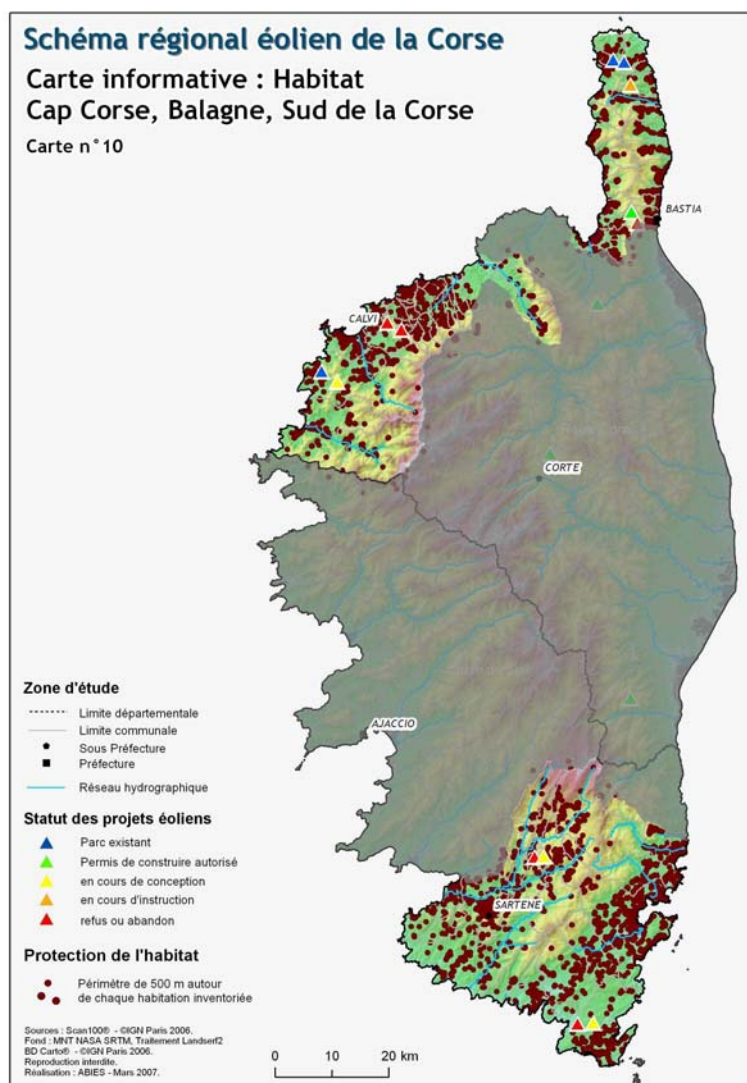 Schéma régional éolien de la Corse
Carte informative : Habitat
Cap Corse, Balagne, Sud de la Corse
Carte n°10
BASTIA
CALVI
CORTE
AJACCIO
SARTENE
Zone d'étude
Limite départementale
Limite communale
Sous Préfecture
Préfecture
Réseau hydrographique
Statut des projets éoliens
Parc existant
Permis de construire autorisé
en cours de conception
en cours d'instruction
refus ou abandon
Protection de l'habitat
Périmètre de 500 m autour
de chaque habitation inventoriée
Sources : Scan100® - ©IGN Paris 2006.
Fond : MNT NASA SRTM, Traitement Landserf2
BD Carto® - ©IGN Paris 2006.
Reproduction interdite.
Réalisation : ABIES - Mars 2007.
0 10 20 km